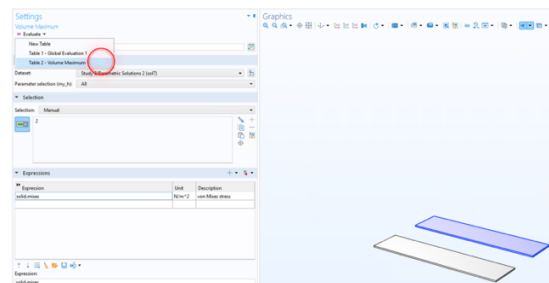 Settings
Volume Maximum
Evaluate
New Table
Table 1 - Global Evaluation 1
Table 2 - Volume Maximum
Dataset: Study 2/Parametric Solutions 2 (sol7)
Parameter selection (my_h): All
Selection
Selection: Manual
2
Expressions
Expression Unit Description
solid.mises N/m^2 von Mises stress
Expression:
solid.mises
Graphics